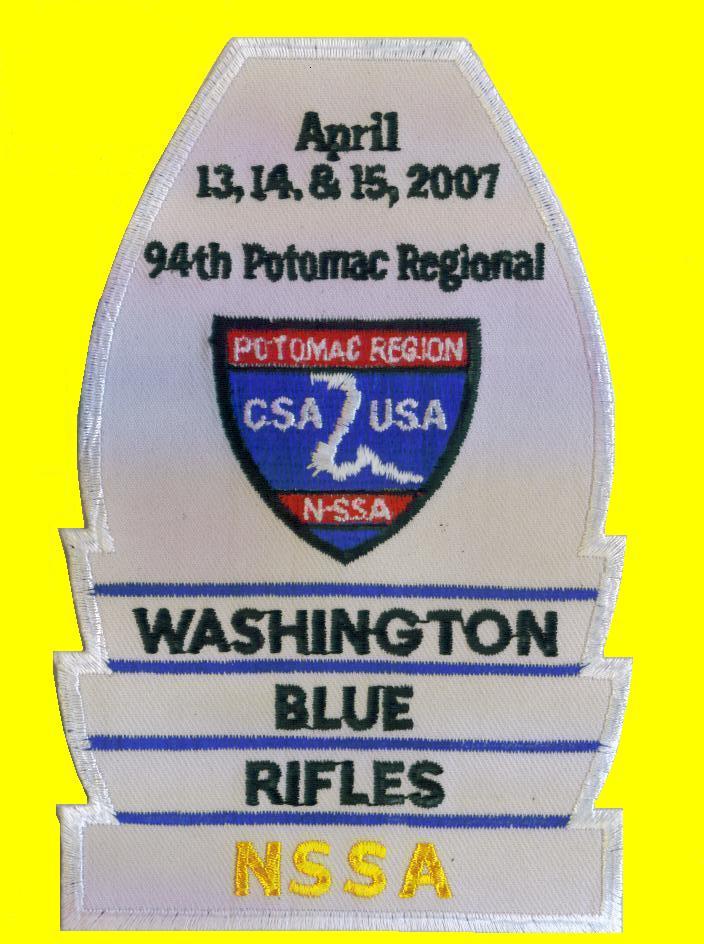 April
13, 14. & 15, 2007
94th Potomac Regional
POTOMAC REGION
CSA USA
N-SSA
WASHINGTON
BLUE
RIFLES
NSSA